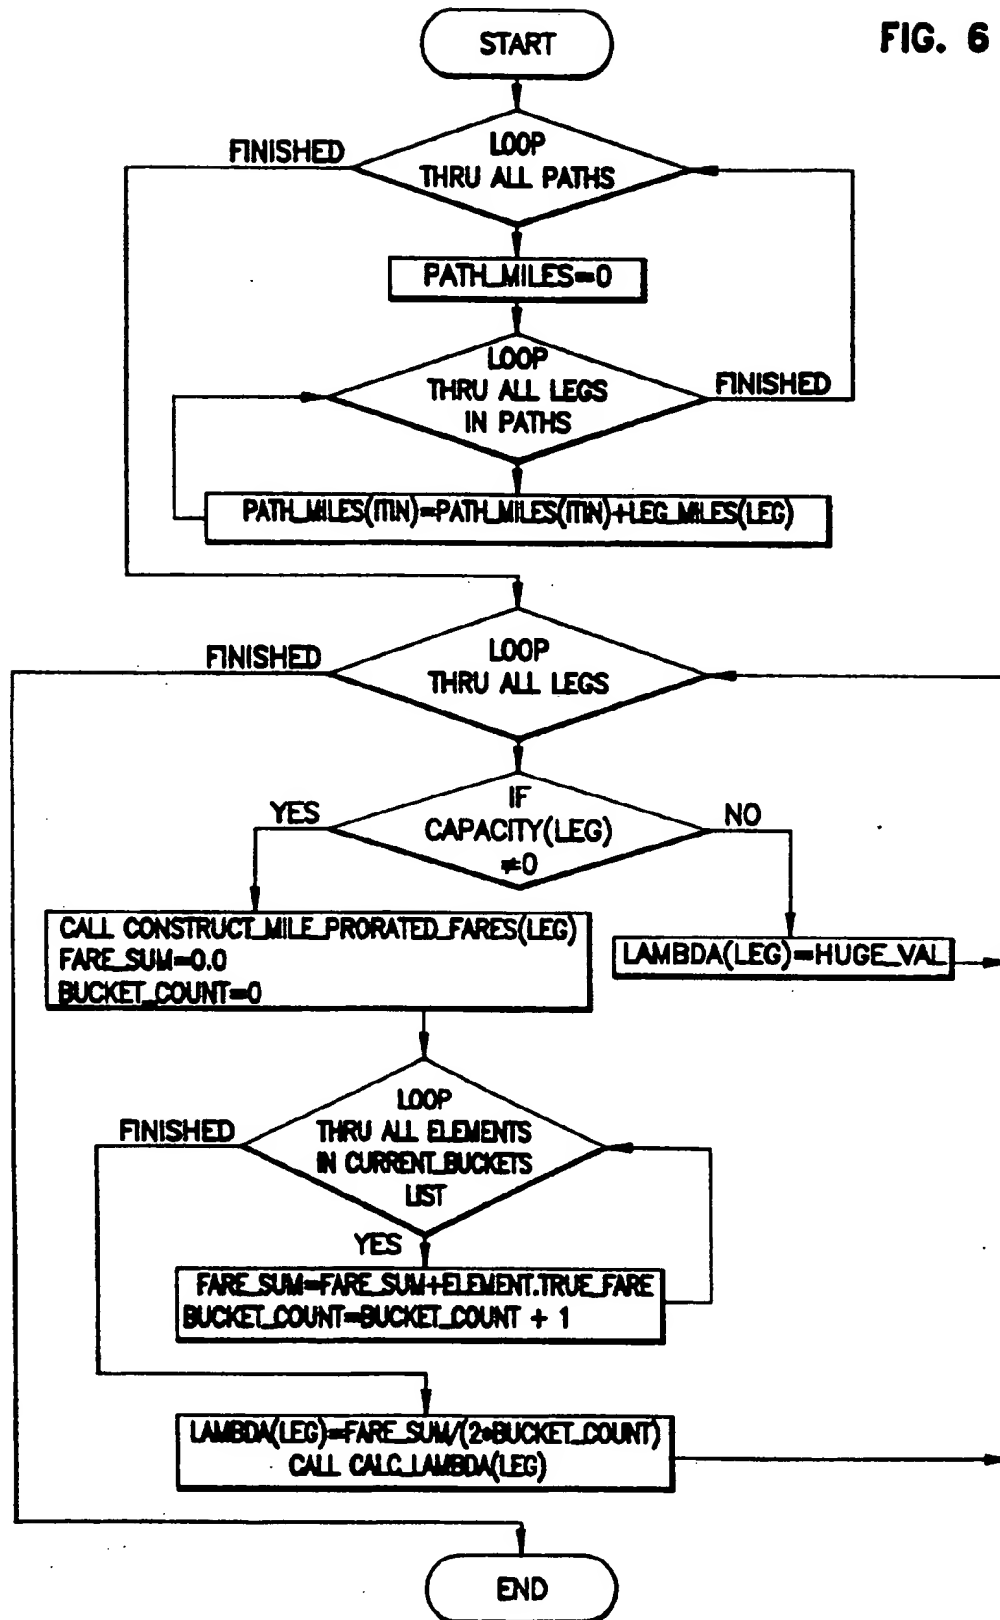 FIG. 6
START
FINISHED
LOOP
THRU ALL PATHS
PATH_MILES=0
LOOP
THRU ALL LEGS
IN PATHS
FINISHED
PATH_MILES(ITIN)=PATH_MILES(ITIN)+LEG_MILES(LEG)
FINISHED
LOOP
THRU ALL LEGS
YES
IF
CAPACITY(LEG)
≠0
NO
CALL CONSTRUCT_MILE_PRORATED_FARES(LEG)
FARE_SUM=0.0
BUCKET_COUNT=0
LAMBDA(LEG)=HUGE_VAL
FINISHED
LOOP
THRU ALL ELEMENTS
IN CURRENT_BUCKETS
LIST
YES
FARE_SUM=FARE_SUM+ELEMENT.TRUE_FARE
BUCKET_COUNT=BUCKET_COUNT + 1
LAMBDA(LEG)=FARE_SUM/(2*BUCKET_COUNT)
CALL CALC_LAMBDA(LEG)
END